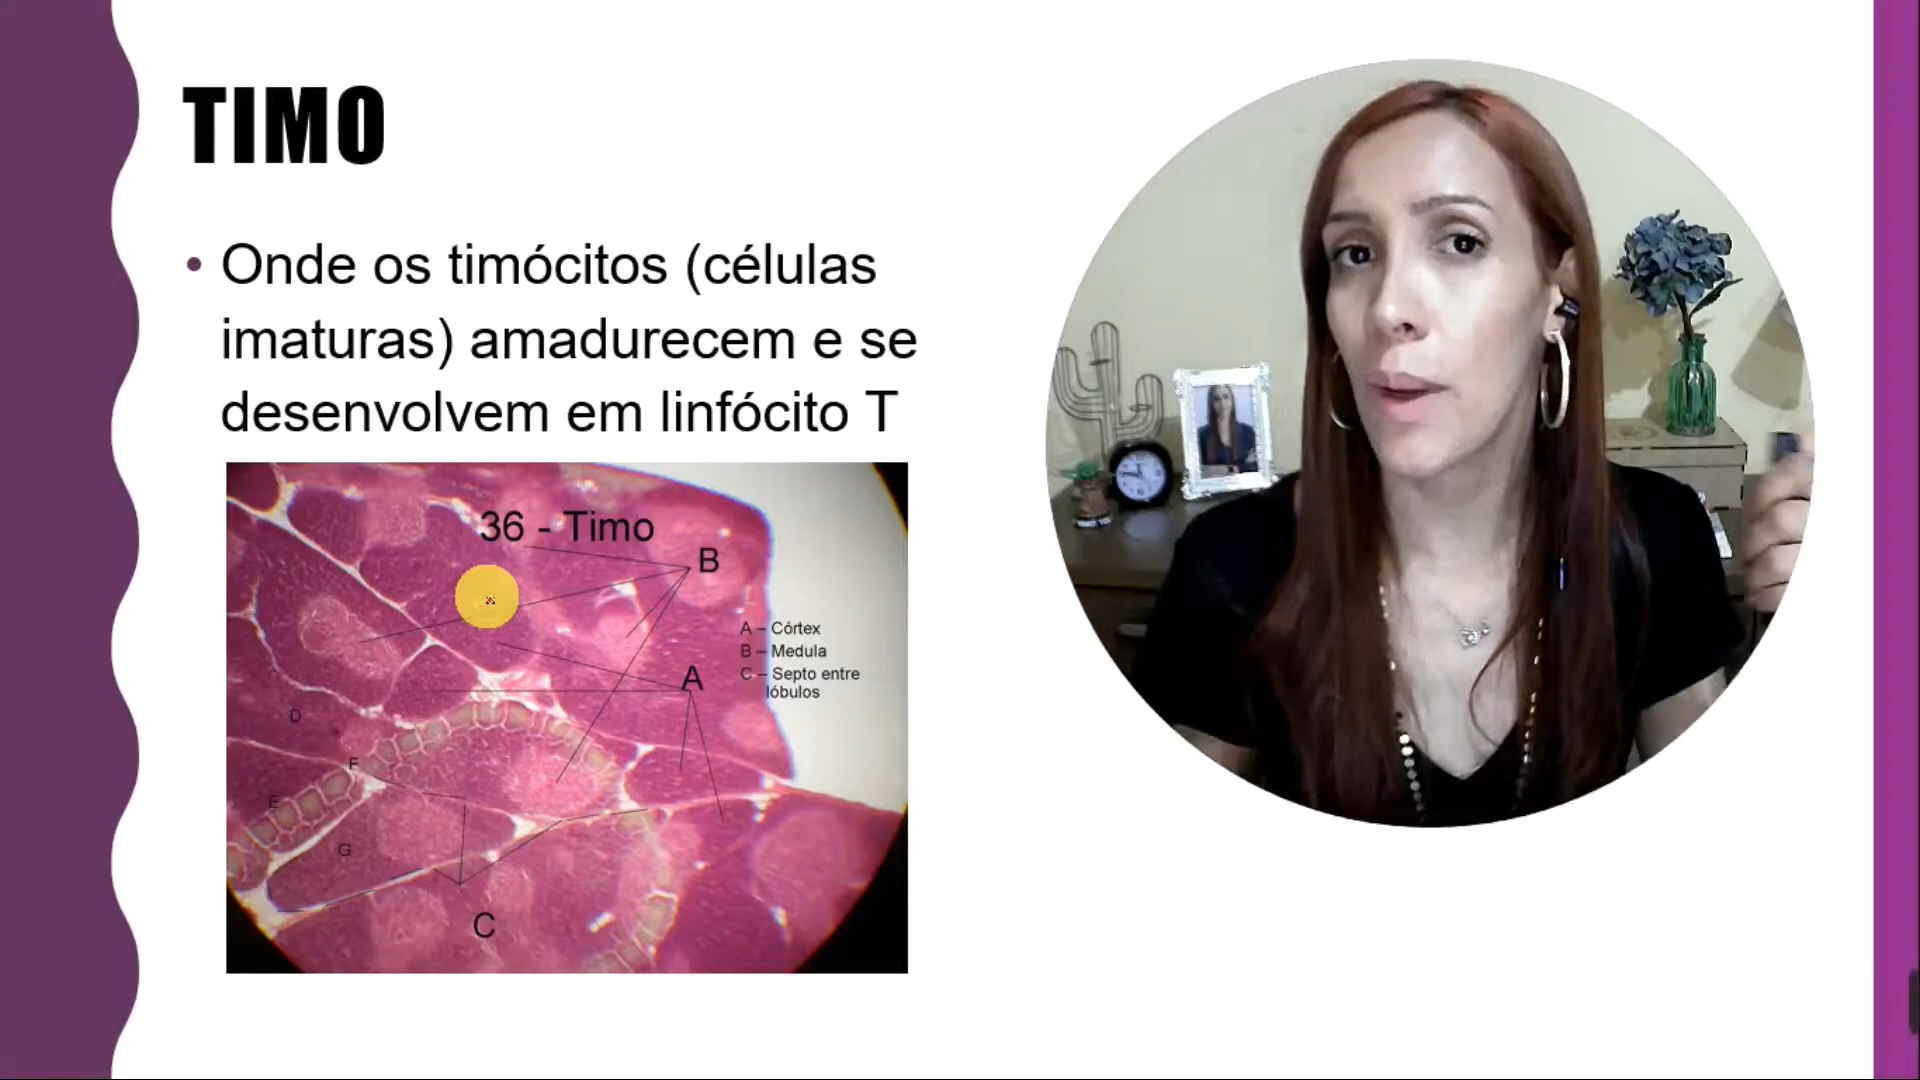 TIMO
• Onde os timócitos (células
imaturas) amadurecem e se
desenvolvem em linfócito T
36 - Timo
B
A – Córtex
B – Medula
C – Septo entre
lóbulos
A
D
F
E
G
C